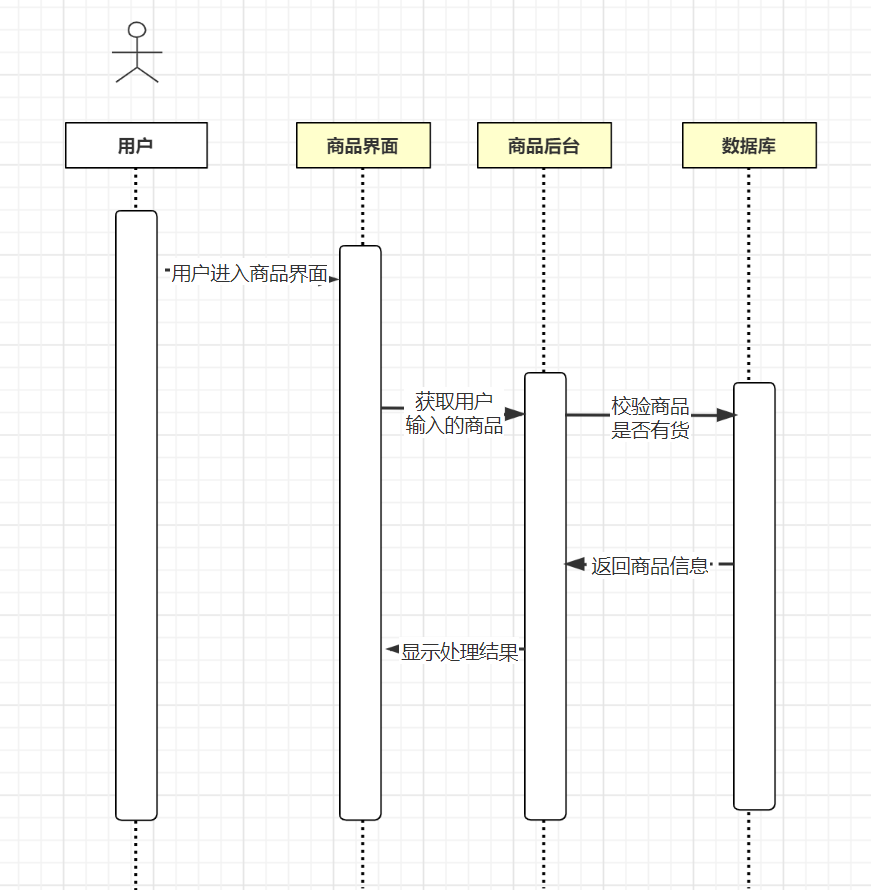 用户
商品界面
商品后台
数据库
用户进入商品界面
获取用户
输入的商品
校验商品
是否有货
返回商品信息
显示处理结果